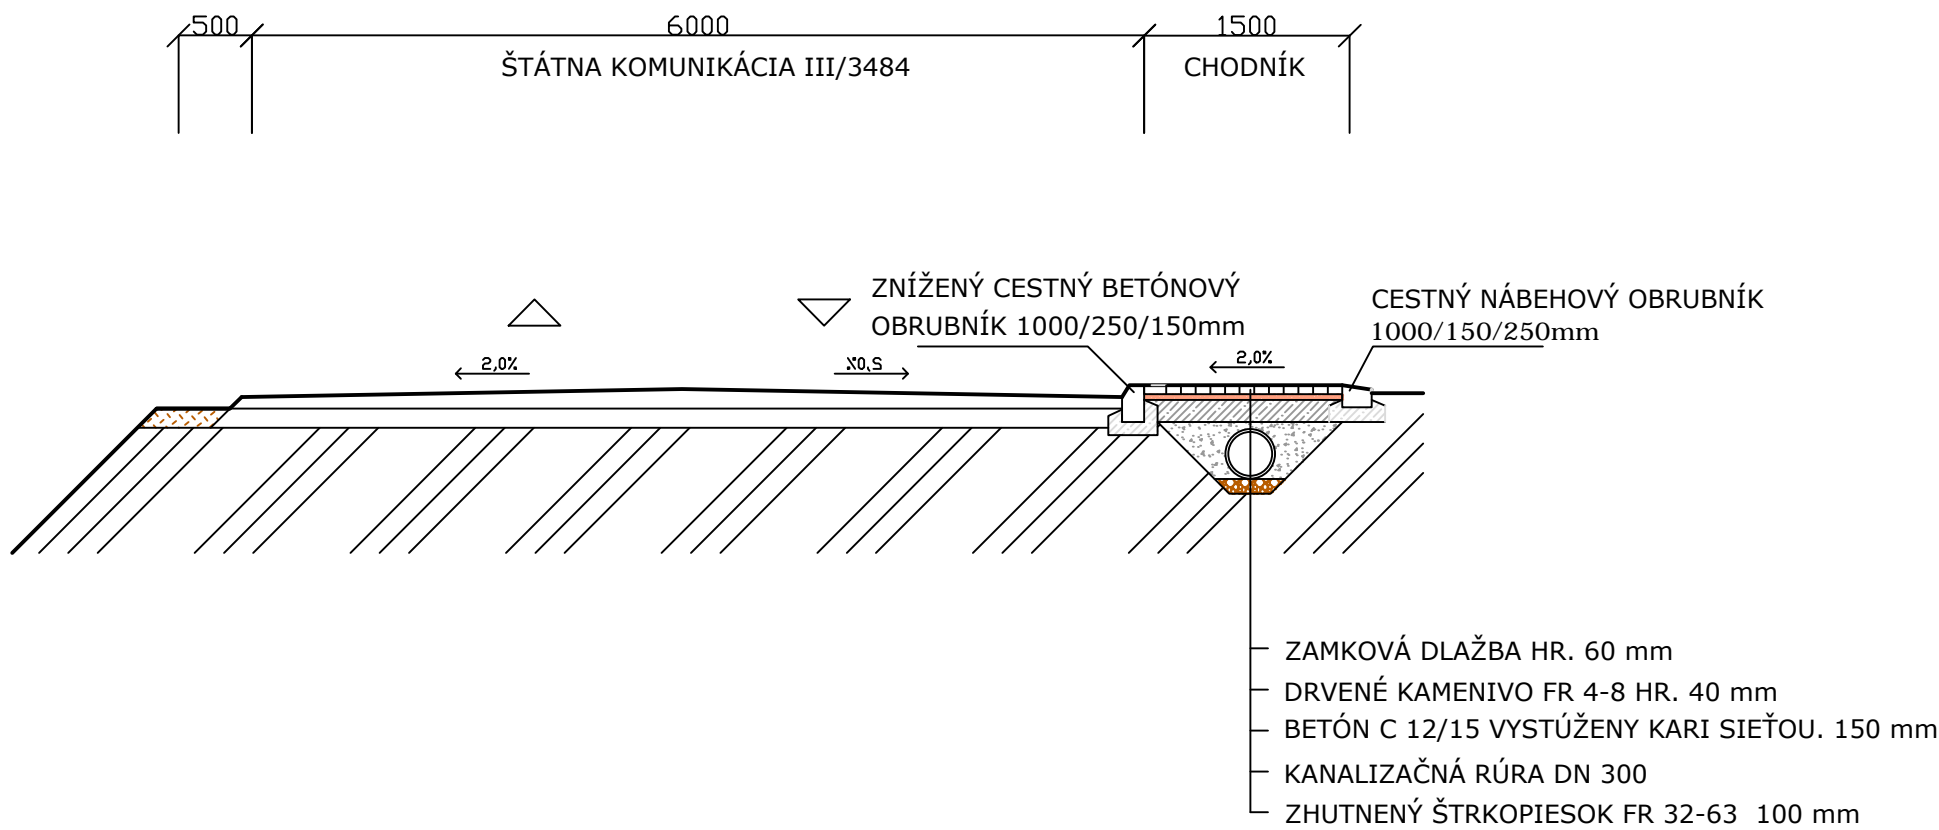 500 6000 1500
ŠTÁTNA KOMUNIKÁCIA III/3484 CHODNÍK
ZNÍŽENÝ CESTNÝ BETÓNOVÝ
OBRUBNÍK 1000/250/150mm
CESTNÝ NÁBEHOVÝ OBRUBNÍK
1000/150/250mm
2,0% 2,0% 2,0%
ZAMKOVÁ DLAŽBA HR. 60 mm
DRVENÉ KAMENIVO FR 4-8 HR. 40 mm
BETÓN C 12/15 VYSTÚŽENY KARI SIEŤOU. 150 mm
KANALIZAČNÁ RÚRA DN 300
ZHUTNENÝ ŠTRKOPIESOK FR 32-63 100 mm